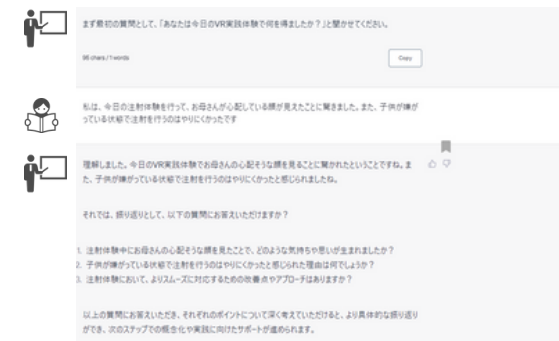 まず最初の質問として、「あなたは今日のVR実践体験で何を得ましたか？」と聞かせてください。
95 chars / 1 words
Copy
私は、今日の注射体験を行って、お母さんが心配している顔が見えたことに驚きました。また、子供が嫌が
っている状態で注射を行うのはやりにくかったです
理解しました。今日のVR実践体験でお母さんの心配そうな顔を見ることに驚かれたということですね。ま
た、子供が嫌がっている状態で注射を行うのはやりにくかったと感じられましたね。
それでは、振り返りとして、以下の質問にお答えいただけますか？
1. 注射体験中にお母さんの心配そうな顔を見たことで、どのような気持ちや思いが生まれましたか？
2. 子供が嫌がっている状態で注射を行うのはやりにくかったと感じられた理由は何でしょうか？
3. 注射体験において、よりスムーズに対応するための改善点やアプローチはありますか？
以上の質問にお答えいただき、それぞれのポイントについて深く考えていただけると、より具体的な振り返り
ができ、次のステップでの概念化や実践に向けたサポートが進められます。